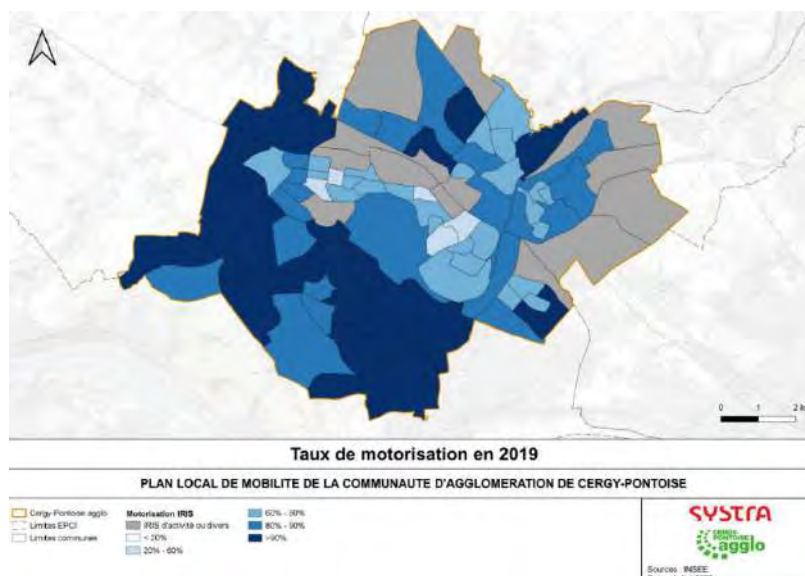 0 1 2 k
Taux de motorisation en 2019
PLAN LOCAL DE MOBILITE DE LA COMMUNAUTE D'AGGLOMERATION DE CERGY-PONTOISE
Cergy-Pontoise agglo
Limites EPCI
Limites communes
Motorisation IRIS
IRIS d'activité ou divers
20% - 60%
60% - 80%
80% - 90%
>90%
SYSTRA
CERGY-PONTOISE
agglo
Sources : INSEE